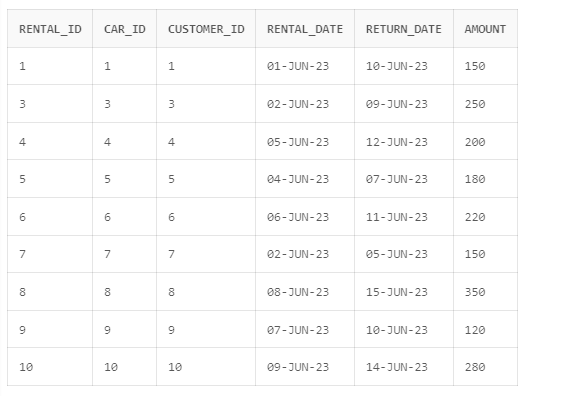 RENTAL_ID CAR_ID CUSTOMER_ID RENTAL_DATE RETURN_DATE AMOUNT
1 1 1 01-JUN-23 10-JUN-23 150
3 3 3 02-JUN-23 09-JUN-23 250
4 4 4 05-JUN-23 12-JUN-23 200
5 5 5 04-JUN-23 07-JUN-23 180
6 6 6 06-JUN-23 11-JUN-23 220
7 7 7 02-JUN-23 05-JUN-23 150
8 8 8 08-JUN-23 15-JUN-23 350
9 9 9 07-JUN-23 10-JUN-23 120
10 10 10 09-JUN-23 14-JUN-23 280